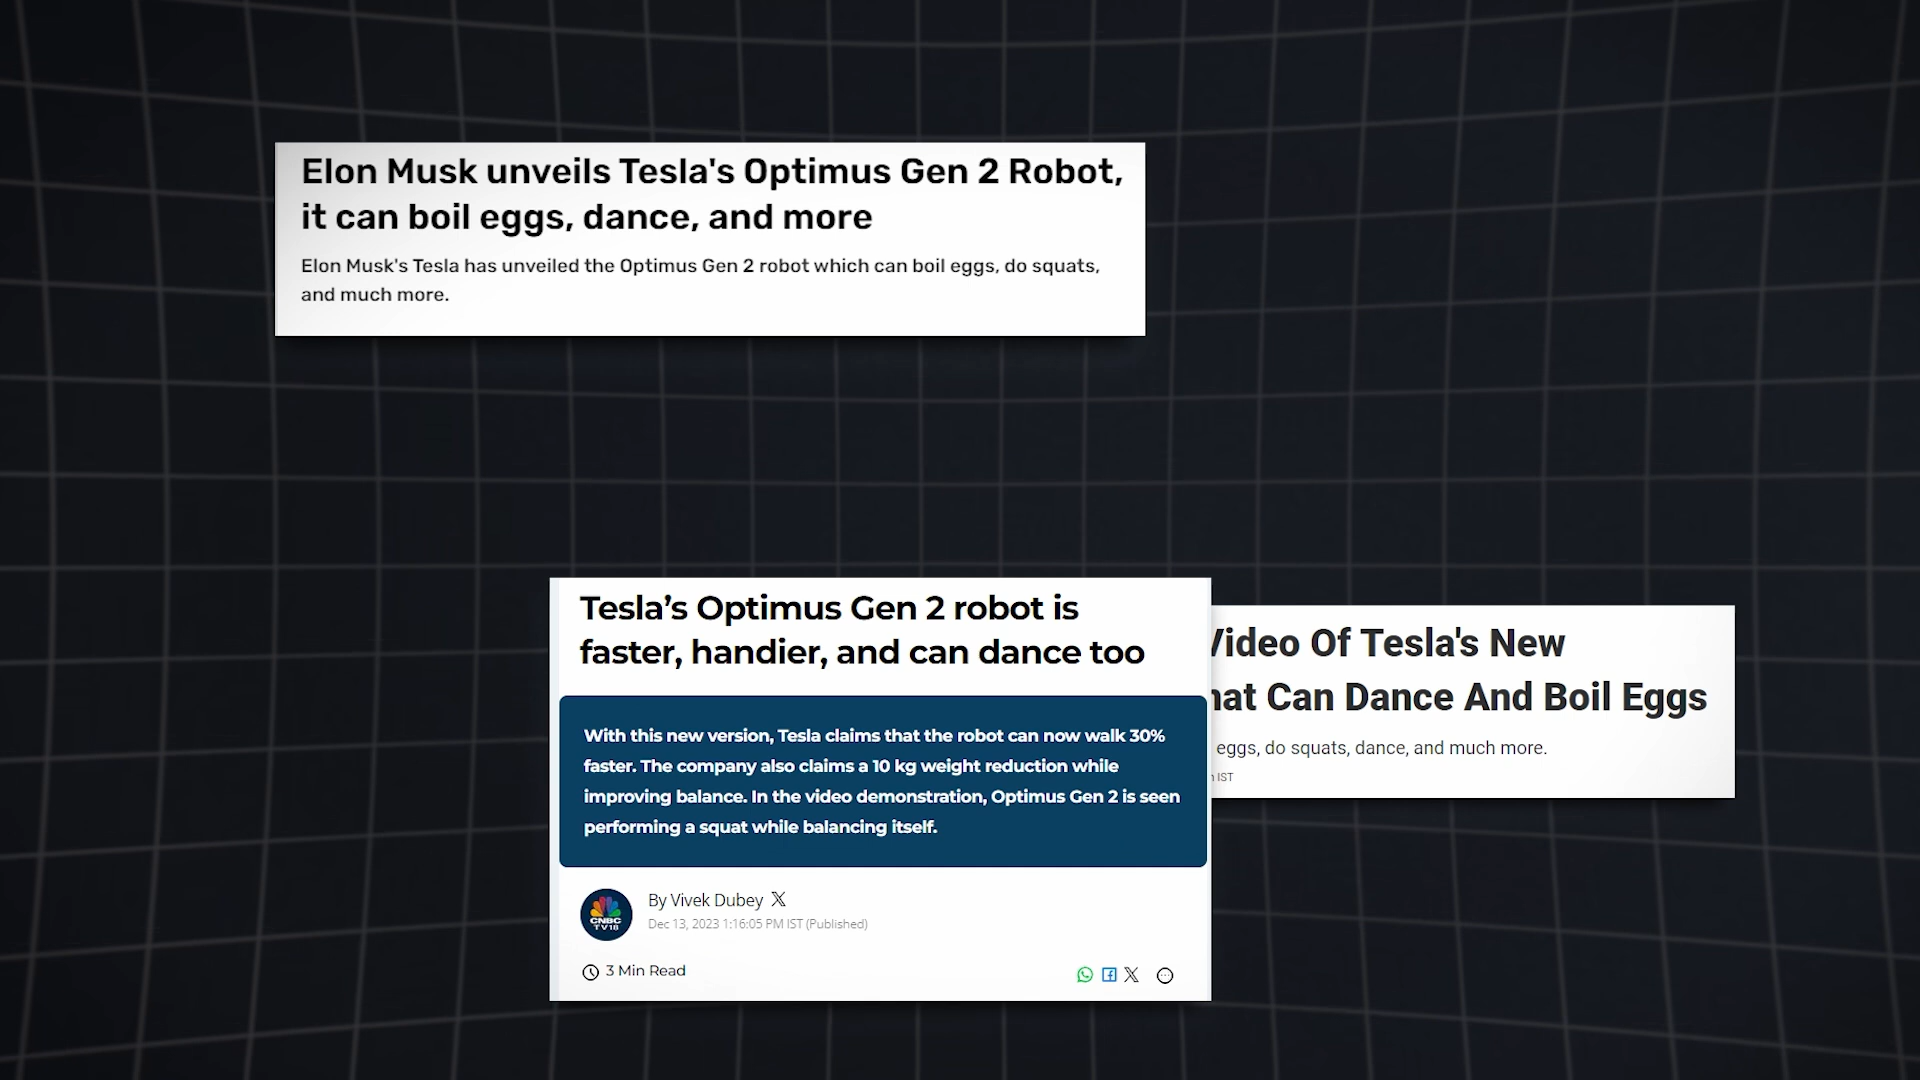 Elon Musk unveils Tesla's Optimus Gen 2 Robot,
it can boil eggs, dance, and more
Elon Musk's Tesla has unveiled the Optimus Gen 2 robot which can boil eggs, do squats,
and much more.
Tesla’s Optimus Gen 2 robot is
faster, handier, and can dance too
With this new version, Tesla claims that the robot can now walk 30%
faster. The company also claims a 10 kg weight reduction while
improving balance. In the video demonstration, Optimus Gen 2 is seen
performing a squat while balancing itself.
CNBC
TV18
By Vivek Dubey X
Dec 13, 2023 1:16:05 PM IST (Published)
3 Min Read
Video Of Tesla's New
Can Dance And Boil Eggs
eggs, do squats, dance, and much more.
IST